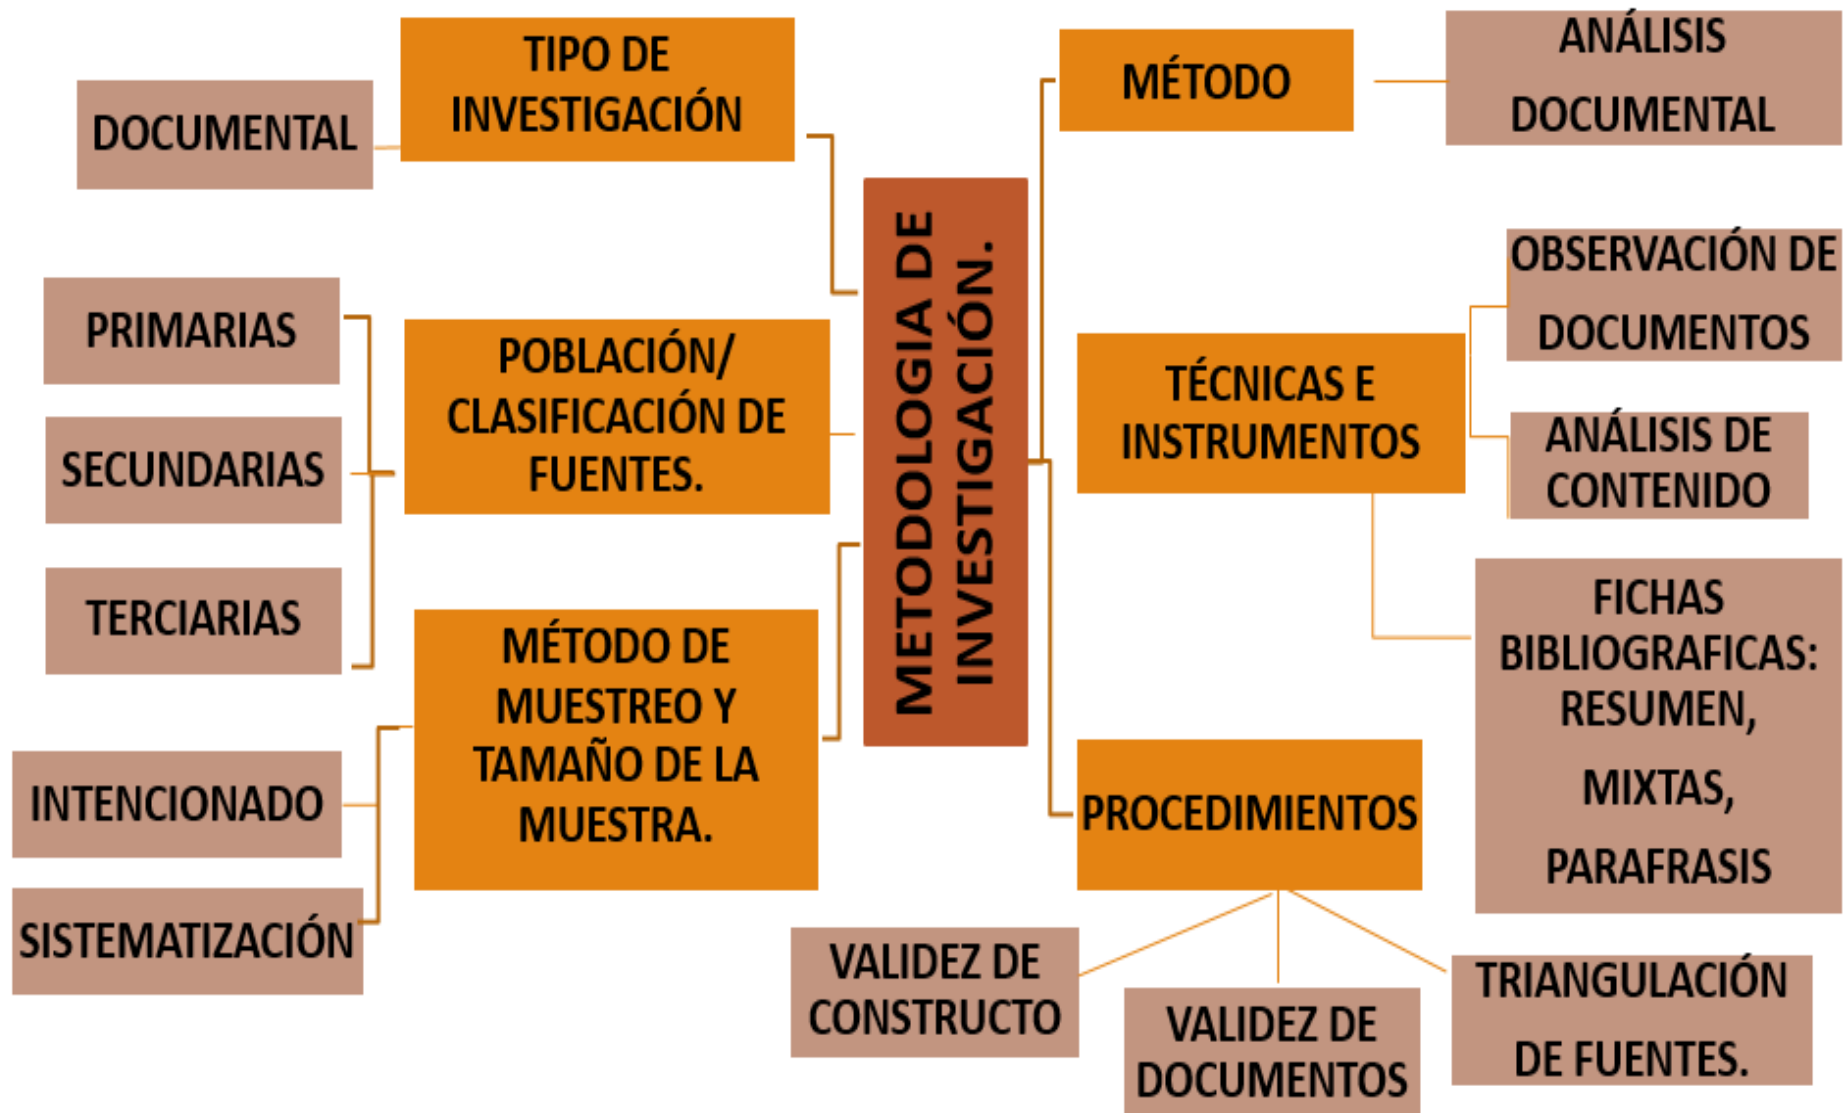 TIPO DE
INVESTIGACIÓN
DOCUMENTAL
POBLACIÓN/
CLASIFICACIÓN DE
FUENTES.
PRIMARIAS
SECUNDARIAS
TERCIARIAS
MÉTODO DE
MUESTREO Y
TAMAÑO DE LA
MUESTRA.
INTENCIONADO
SISTEMATIZACIÓN
METODOLOGIA DE
INVESTIGACIÓN.
MÉTODO
ANÁLISIS
DOCUMENTAL
TÉCNICAS E
INSTRUMENTOS
OBSERVACIÓN DE
DOCUMENTOS
ANÁLISIS DE
CONTENIDO
FICHAS
BIBLIOGRAFICAS:
RESUMEN,
MIXTAS,
PARAFRASIS
PROCEDIMIENTOS
VALIDEZ DE
CONSTRUCTO
VALIDEZ DE
DOCUMENTOS
TRIANGULACIÓN
DE FUENTES.